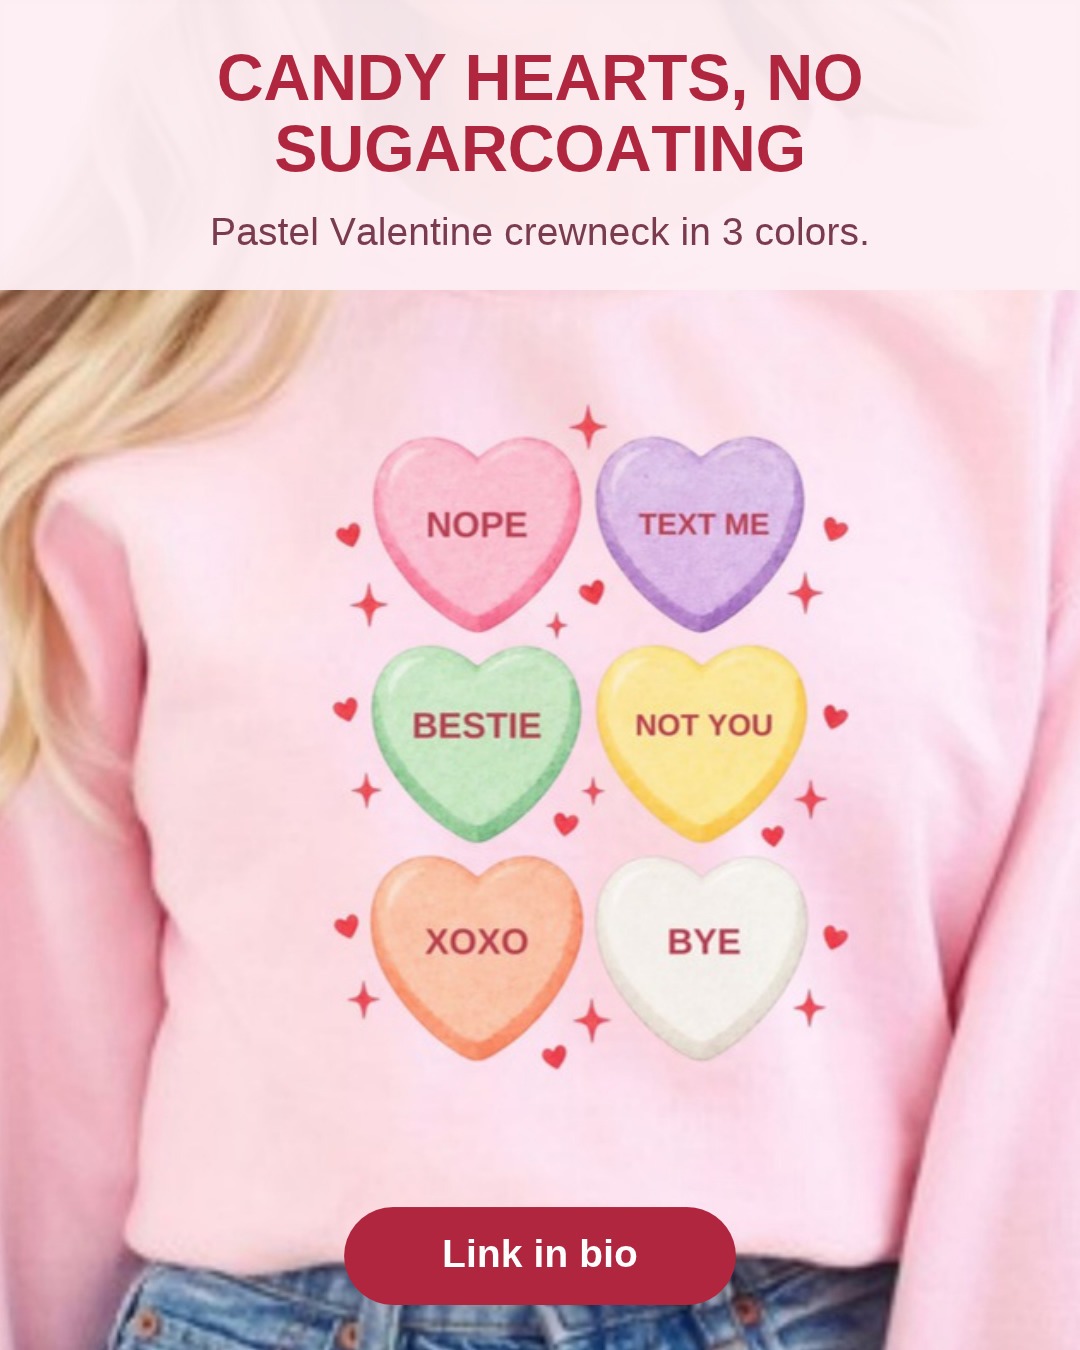 CANDY HEARTS, NO
SUGARCOATING
Pastel Valentine crewneck in 3 colors.
NOPE
TEXT ME
BESTIE
NOT YOU
XOXO
BYE
Link in bio